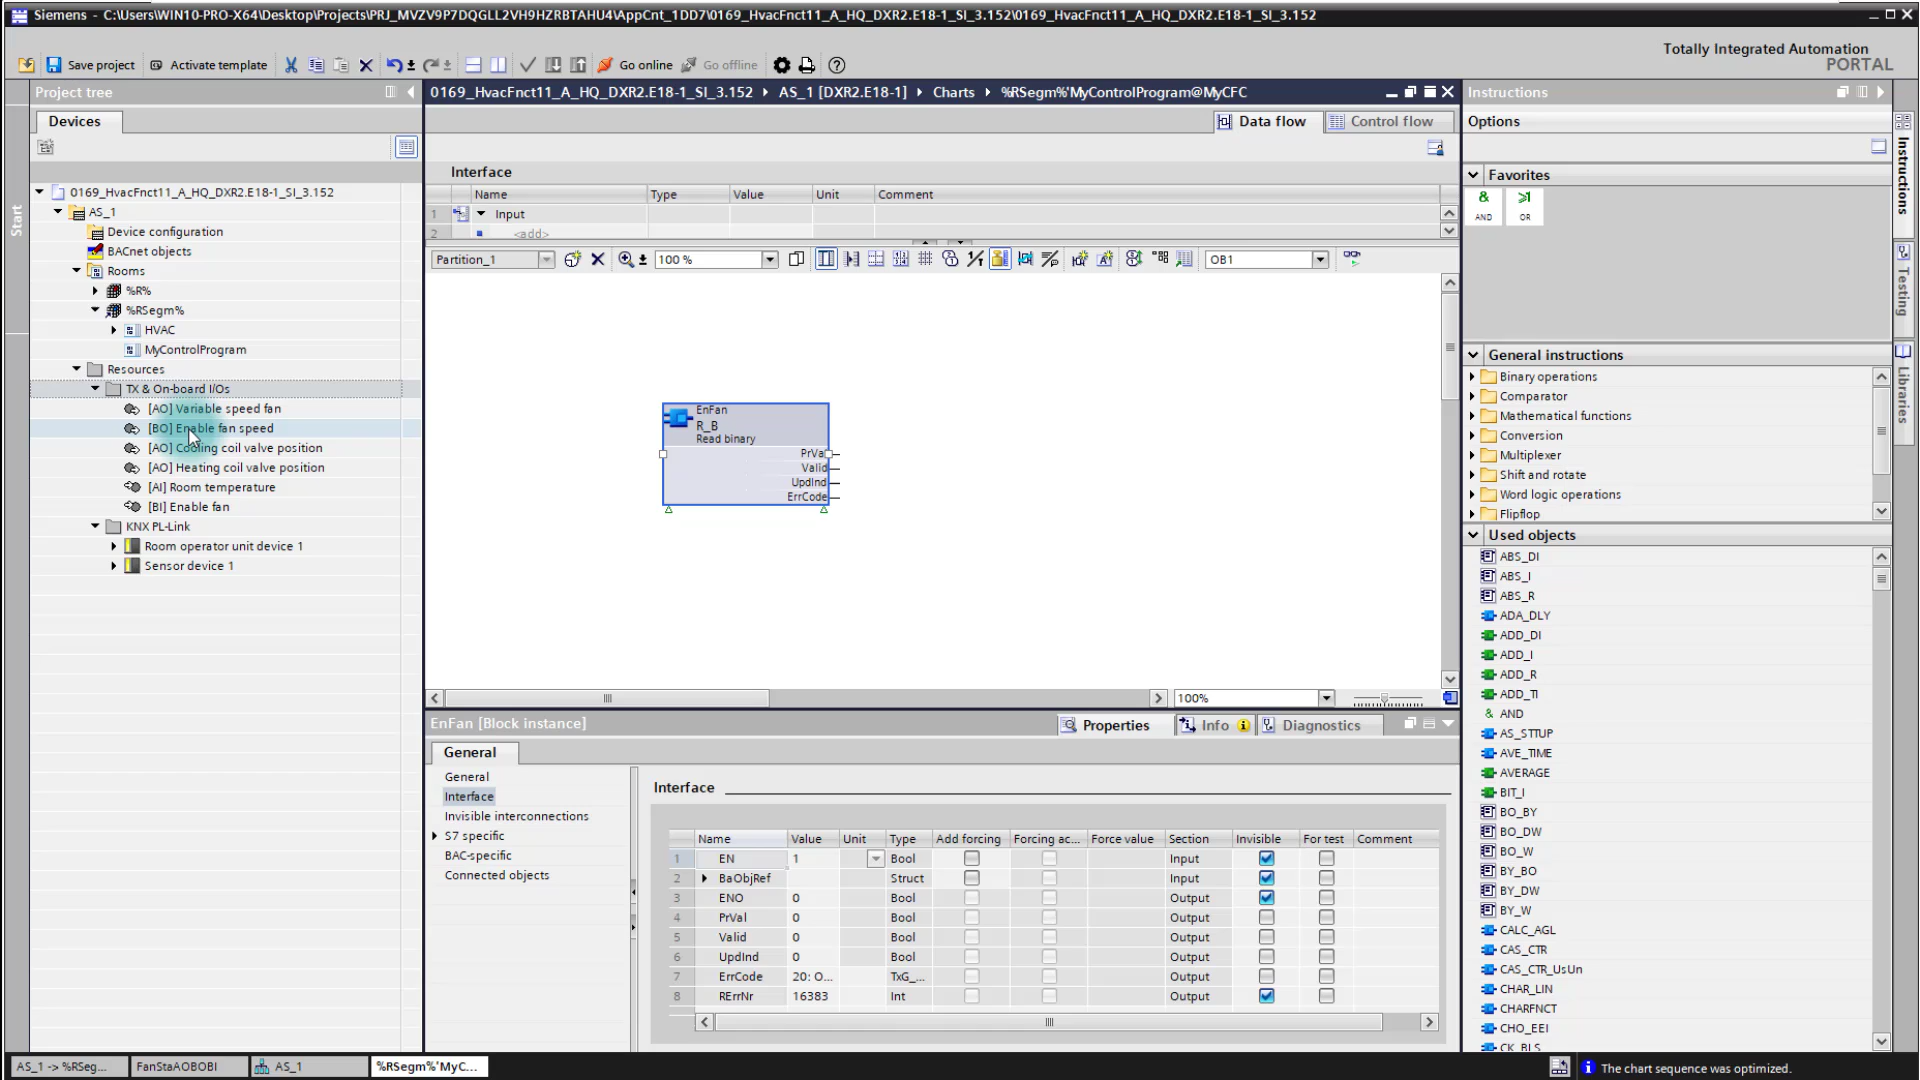 Siemens - C:\Users\WIN10-PRO-X64\Desktop\Projects\PRJ_MVZV9P7DQGLL2VH9HZRBTAHU4\AppCnt_1DD7\0169_HvacFnct11_A_HQ_DXR2.E18-1_SI_3.152\0169_HvacFnct11_A_HQ_DXR2.E18-1_SI_3.152
Totally Integrated Automation
PORTAL
Save project Activate template Go online Go offline
Project tree
Devices
Start
0169_HvacFnct11_A_HQ_DXR2.E18-1_SI_3.152
AS_1
Device configuration
BACnet objects
Rooms
%R%
%RSegm%
HVAC
MyControlProgram
Resources
TX & On-board I/Os
[AO] Variable speed fan
[BO] Enable fan speed
[AO] Cooling coil valve position
[AO] Heating coil valve position
[AI] Room temperature
[BI] Enable fan
KNX PL-Link
Room operator unit device 1
Sensor device 1
0169_HvacFnct11_A_HQ_DXR2.E18-1_SI_3.152 AS_1 [DXR2.E18-1] Charts %RSegm%'MyControlProgram@MyCFC
Data flow Control flow
Interface
Name Type Value Unit Comment
1 Input
2 <add>
Partition_1 100 % OB1
EnFan
R_B
Read binary
PrVa
Valid
UpdInd
ErrCode
100%
EnFan [Block instance]
Properties Info Diagnostics
General
General
Interface
Invisible interconnections
S7 specific
BAC-specific
Connected objects
Interface
Name Value Unit Type Add forcing Forcing ac... Force value Section Invisible For test Comment
1 EN 1 Bool Input
2 BaObjRef Struct Input
3 ENO 0 Bool Output
4 PrVal 0 Bool Output
5 Valid 0 Bool Output
6 UpdInd 0 Bool Output
7 ErrCode 20: O... TxG_... Output
8 RErrNr 16383 Int Output
Instructions
Options
Favorites
& >1
AND OR
General instructions
Binary operations
Comparator
Mathematical functions
Conversion
Multiplexer
Shift and rotate
Word logic operations
Flipflop
Used objects
ABS_DI
ABS_I
ABS_R
ADA_DLY
ADD_DI
ADD_I
ADD_R
ADD_TI
& AND
AS_STTUP
AVE_TIME
AVERAGE
BIT_I
BO_BY
BO_DW
BO_W
BY_BO
BY_DW
BY_W
CALC_AGL
CAS_CTR
CAS_CTR_UsUn
CHAR_LIN
CHARFNCT
CHO_EEI
CK_BLS
Instructions
Testing
Libraries
AS_1 -> %RSeg... FanStaAOBOBI AS_1 %RSegm%'MyC...
The chart sequence was optimized.